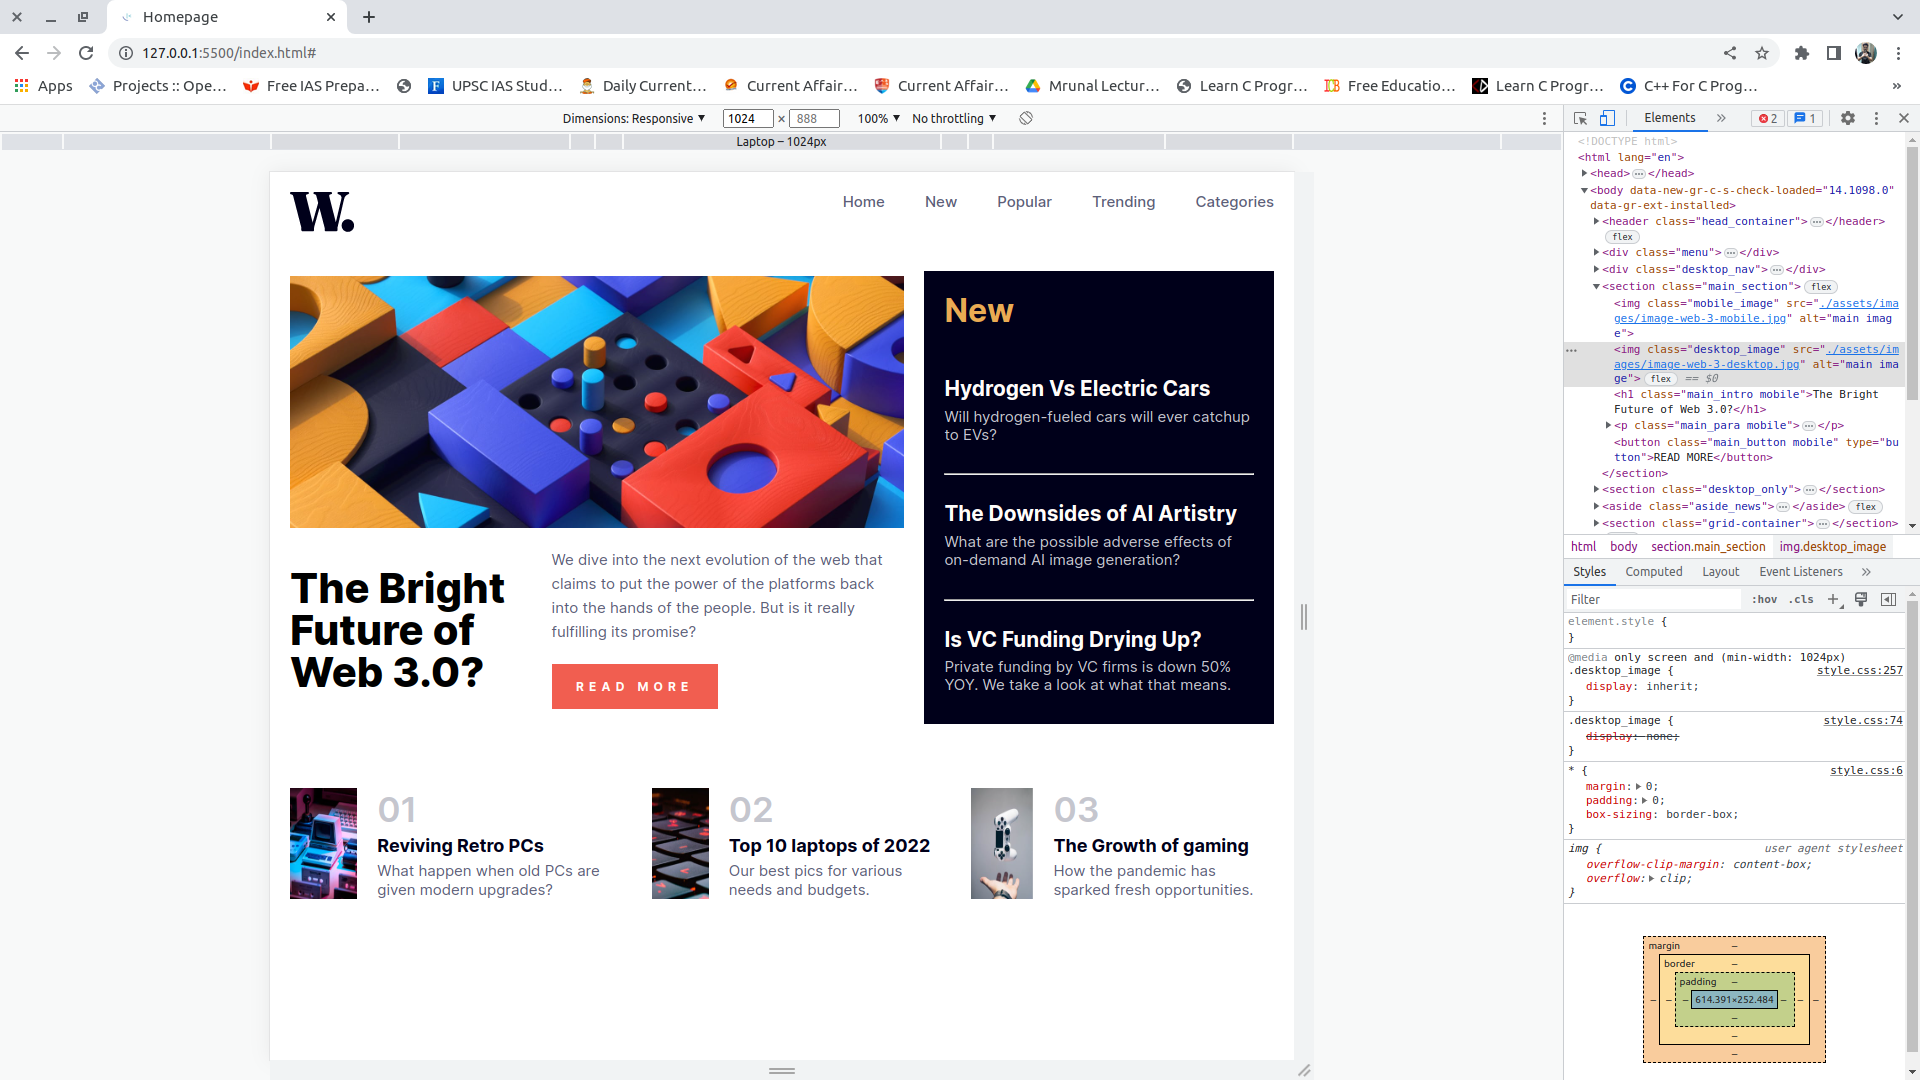 Homepage
127.0.0.1:5500/index.html#
Apps
Projects :: Ope...
Free IAS Prepa...
UPSC IAS Stud...
Daily Current...
Current Affair...
Current Affair...
Mrunal Lectur...
Learn C Progr...
Free Educatio...
Learn C Progr...
C++ For C Prog...
»
Dimensions: Responsive ▼ 1024 × 888 100% ▼ No throttling ▼
Laptop – 1024px
W.
Home New Popular Trending Categories
The Bright
Future of
Web 3.0?
We dive into the next evolution of the web that
claims to put the power of the platforms back
into the hands of the people. But is it really
fulfilling its promise?
READ MORE
New
Hydrogen Vs Electric Cars
Will hydrogen-fueled cars will ever catchup
to EVs?
The Downsides of AI Artistry
What are the possible adverse effects of
on-demand AI image generation?
Is VC Funding Drying Up?
Private funding by VC firms is down 50%
YOY. We take a look at what that means.
01
Reviving Retro PCs
What happen when old PCs are
given modern upgrades?
02
Top 10 laptops of 2022
Our best pics for various
needs and budgets.
03
The Growth of gaming
How the pandemic has
sparked fresh opportunities.
Elements » 2 1
<!DOCTYPE html>
<html lang="en">
<head>…</head>
<body data-new-gr-c-s-check-loaded="14.1098.0"
data-gr-ext-installed>
<header class="head_container">…</header>
flex
<div class="menu">…</div>
<div class="desktop_nav">…</div>
<section class="main_section"> flex
<img class="mobile_image" src="./assets/ima
ges/image-web-3-mobile.jpg" alt="main imag
e">
<img class="desktop_image" src="./assets/im
ages/image-web-3-desktop.jpg" alt="main ima
ge"> flex == $0
<h1 class="main_intro mobile">The Bright
Future of Web 3.0?</h1>
<p class="main_para mobile">…</p>
<button class="main_button mobile" type="bu
tton">READ MORE</button>
</section>
<section class="desktop_only">…</section>
<aside class="aside_news">…</aside> flex
<section class="grid-container">…</section>
html body section.main_section img.desktop_image
Styles Computed Layout Event Listeners »
Filter :hov .cls +
element.style {
}
@media only screen and (min-width: 1024px)
.desktop_image { style.css:257
display: inherit;
}
.desktop_image { style.css:74
display: none;
}
* { style.css:6
margin: 0;
padding: 0;
box-sizing: border-box;
}
img { user agent stylesheet
overflow-clip-margin: content-box;
overflow: clip;
}
margin –
border –
padding –
– – – 614.391×252.484 – – –
–
–
–